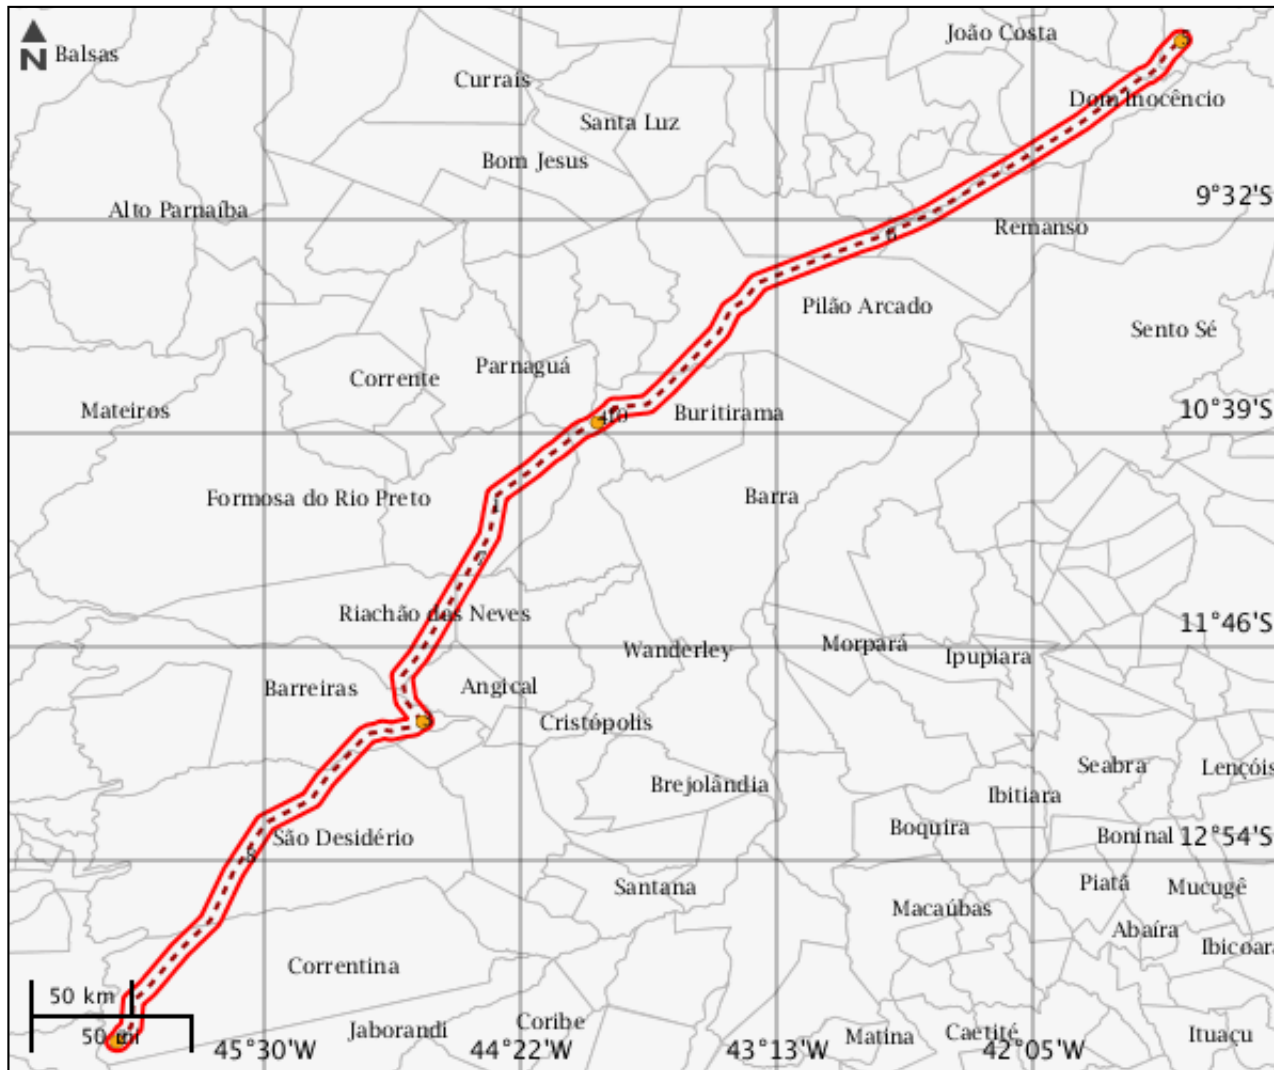 João Costa
N
Balsas
Currais
Dom Inocêncio
Santa Luz
Bom Jesus
9°32'S
Alto Parnaíba
Remanso
Pilão Arcado
Sento Sé
Parnaguá
Corrente
Mateiros
Buritirama
10°39'S
Formosa do Rio Preto
Barra
Riachão das Neves
11°46'S
Wanderley
Morpará
Ipupiara
Barreiras
Angical
Cristópolis
Seabra
Lençóis
Brejolândia
Ibitiara
Boquira
São Desidério
Boninal
12°54'S
Santana
Piatã
Mucugê
Macaúbas
Abaíra
Ibicoara
Correntina
50 km
Coribe
Jaborandi
Caetité
Matina
Ituaçu
45°30'W
44°22'W
43°13'W
42°05'W